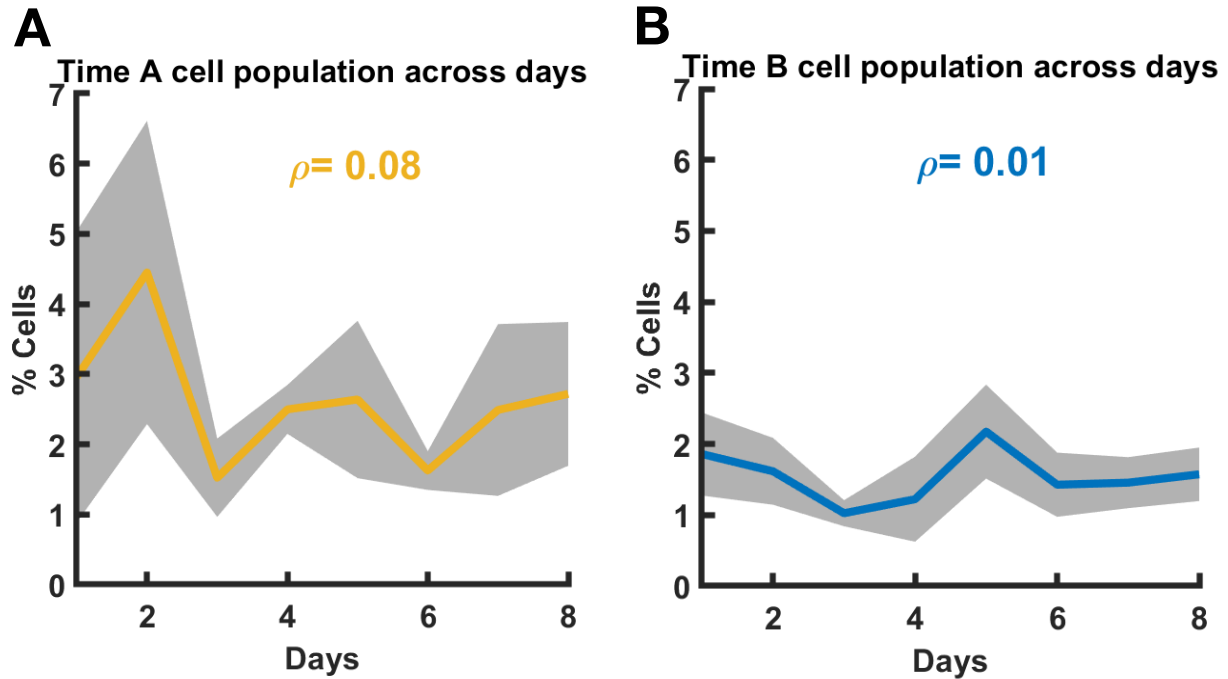 A
Time A cell population across days
7
6
5
4
3
2
1
0
% Cells
ρ= 0.08
2 4 6 8
Days
B
Time B cell population across days
7
6
5
4
3
2
1
0
% Cells
ρ= 0.01
2 4 6 8
Days